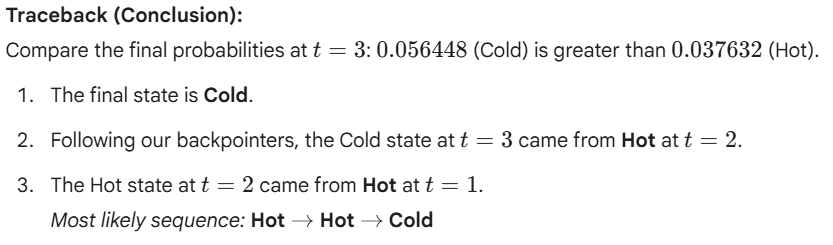 Traceback (Conclusion):
Compare the final probabilities at t = 3: 0.056448 (Cold) is greater than 0.037632 (Hot).
1. The final state is Cold.
2. Following our backpointers, the Cold state at t = 3 came from Hot at t = 2.
3. The Hot state at t = 2 came from Hot at t = 1.
Most likely sequence: Hot → Hot → Cold